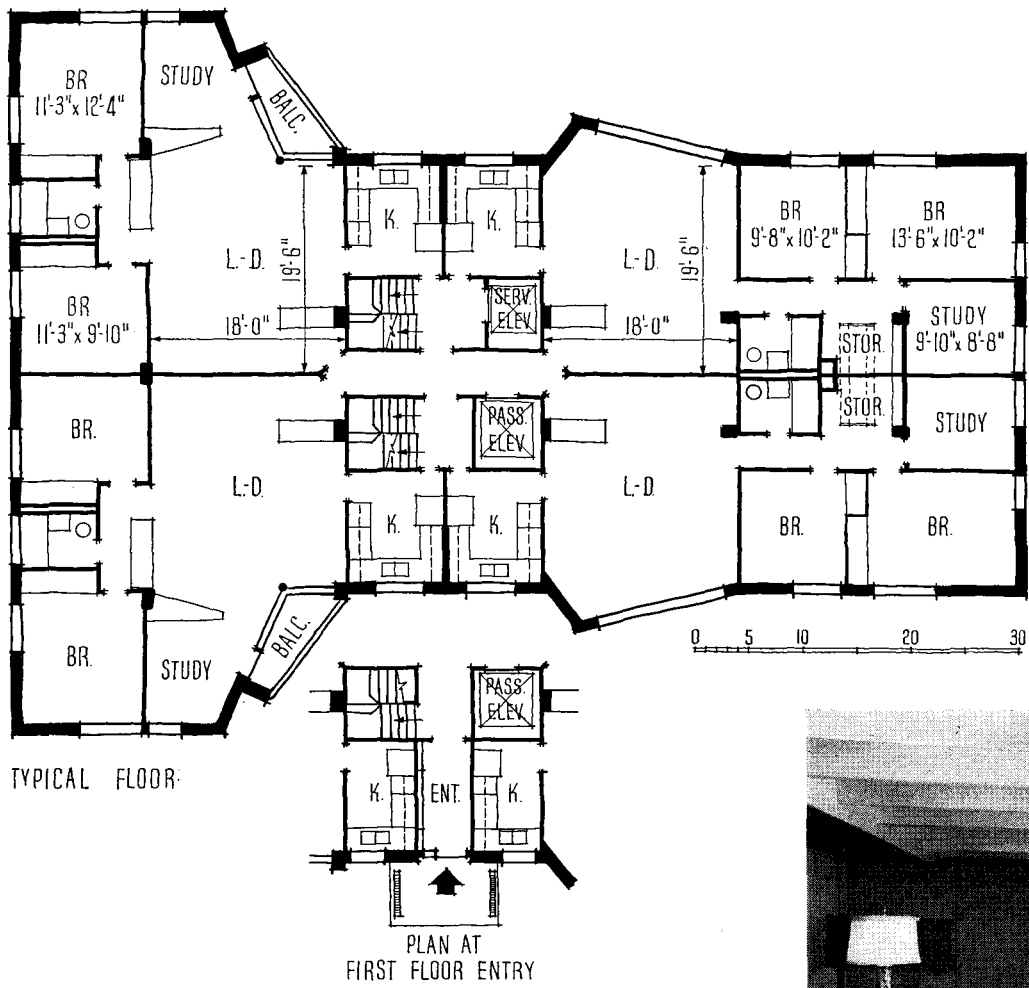 BR
11'-3" x 12'-4"
STUDY
BALC.
K.
K.
BR
9'-8" x 10'-2"
BR
13'-6" x 10'-2"
L.-D.
19'-6"
L.-D.
19'-6"
BR
11'-3" x 9'-10"
18'-0"
SERV.
ELEV.
18'-0"
STUDY
9'-10" x 8'-8"
STOR.
STOR.
BR.
PASS.
ELEV.
STUDY
L.-D.
K.
K.
L.-D.
BR.
BR.
BR.
STUDY
BALC.
0 5 10 20 30
PASS.
ELEV.
TYPICAL FLOOR
K.
ENT.
K.
PLAN AT
FIRST FLOOR ENTRY